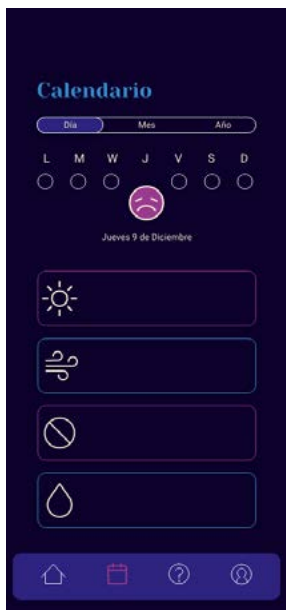 Calendario
Día Mes Año
L M W J V S D
Jueves 9 de Diciembre